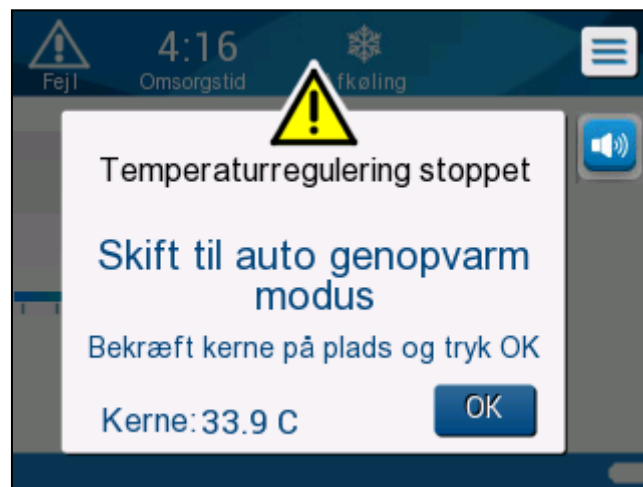 4:16
Fejl Omsorgstid fkøling
Temperaturregulering stoppet
Skift til auto genopvarm
modus
Bekræft kerne på plads og tryk OK
Kerne: 33.9 C OK